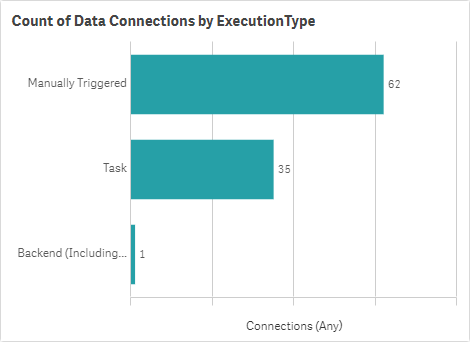 Count of Data Connections by ExecutionType
Manually Triggered
62
Task
35
Backend (Including...
1
Connections (Any)